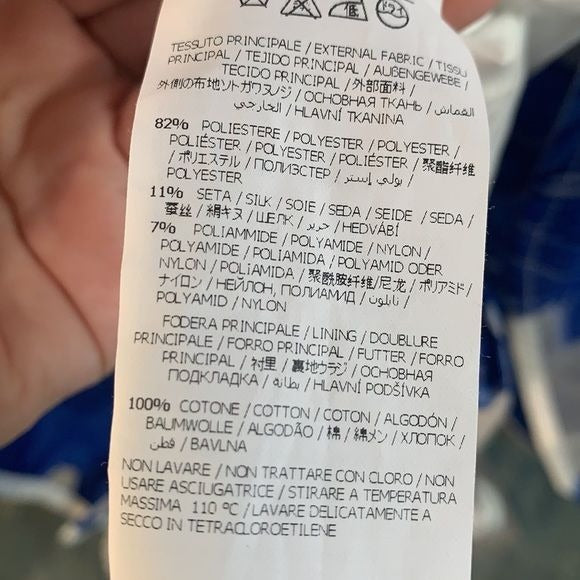 TESSUTO PRINCIPALE / EXTERNAL FABRIC / TISSU
PRINCIPAL / TEJIDO PRINCIPAL / AUßENGEWEBE /
TECIDO PRINCIPAL / 外部面料 /
外側の布地ソトガワヌノジ / ОСНОВНАЯ ТКАНЬ / القماش
الخارجي / HLAVNÍ TKANINA
82% POLIESTERE / POLYESTER / POLYESTER /
POLIÉSTER / POLYESTER / POLIÉSTER / 聚酯纤维
/ ポリエステル / ПОЛИЭСТЕР / بولي إستر /
POLYESTER
11% SETA / SILK / SOIE / SEDA / SEIDE / SEDA /
蚕丝 / 絹キヌ / ШЕЛК / حرير / HEDVÁBÍ
7% POLIAMMIDE / POLYAMIDE / NYLON /
POLYAMIDE / POLIAMIDA / POLYAMID ODER
NYLON / POLIAMIDA / 聚酰胺纤维/尼龙 / ポリアミド/
ナイロン / НЕЙЛОН, ПОЛИАМИД / نايلون /
POLYAMID / NYLON
FODERA PRINCIPALE / LINING / DOUBLURE
PRINCIPALE / FORRO PRINCIPAL / FUTTER / FORRO
PRINCIPAL / 衬里 / 裏地ウラジ / ОСНОВНАЯ
ПОДКЛАДКА / بطانة / HLAVNÍ PODŠÍVKA
100% COTONE / COTTON / COTON / ALGODÓN /
BAUMWOLLE / ALGODÃO / 棉 / 綿メン / ХЛОПОК /
قطن / BAVLNA
NON LAVARE / NON TRATTARE CON CLORO / NON
USARE ASCIUGATRICE / STIRARE A TEMPERATURA
MASSIMA 110 ºC / LAVARE DELICATAMENTE A
SECCO IN TETRACLOROETILENE